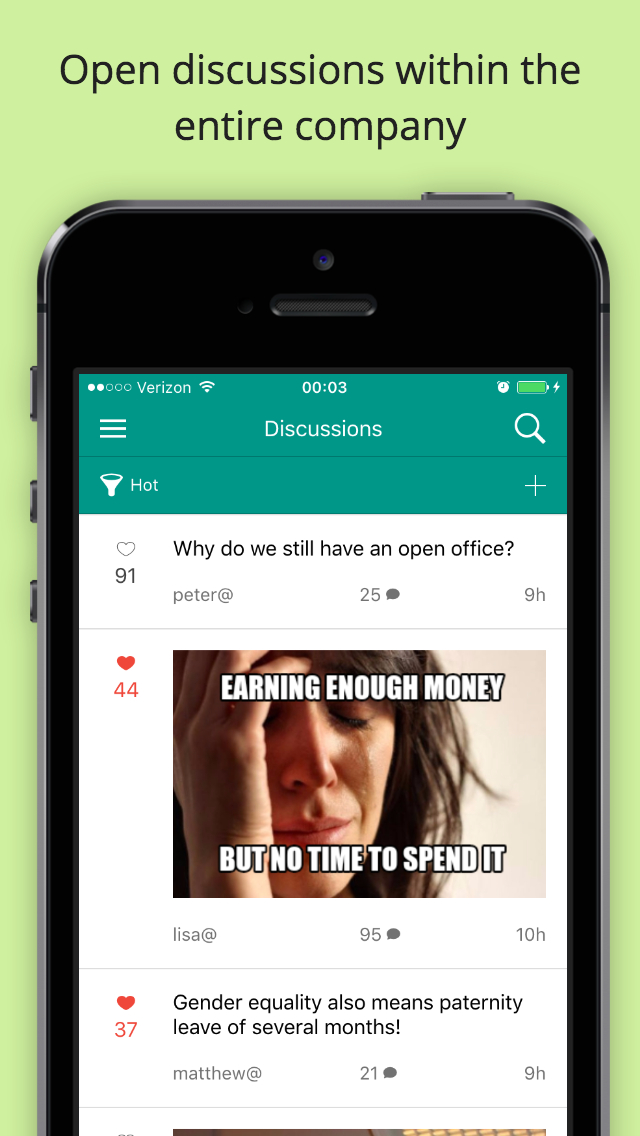 Open discussions within the
entire company
Verizon 00:03
Discussions
Hot
Why do we still have an open office?
91
peter@ 25 9h
44
EARNING ENOUGH MONEY
BUT NO TIME TO SPEND IT
lisa@ 95 10h
Gender equality also means paternity
37 leave of several months!
matthew@ 21 9h